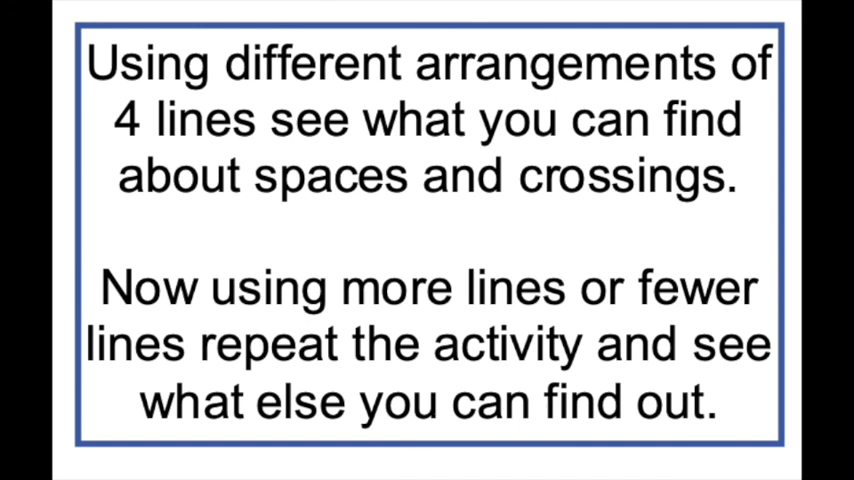 Using different arrangements of
4 lines see what you can find
about spaces and crossings.
Now using more lines or fewer
lines repeat the activity and see
what else you can find out.